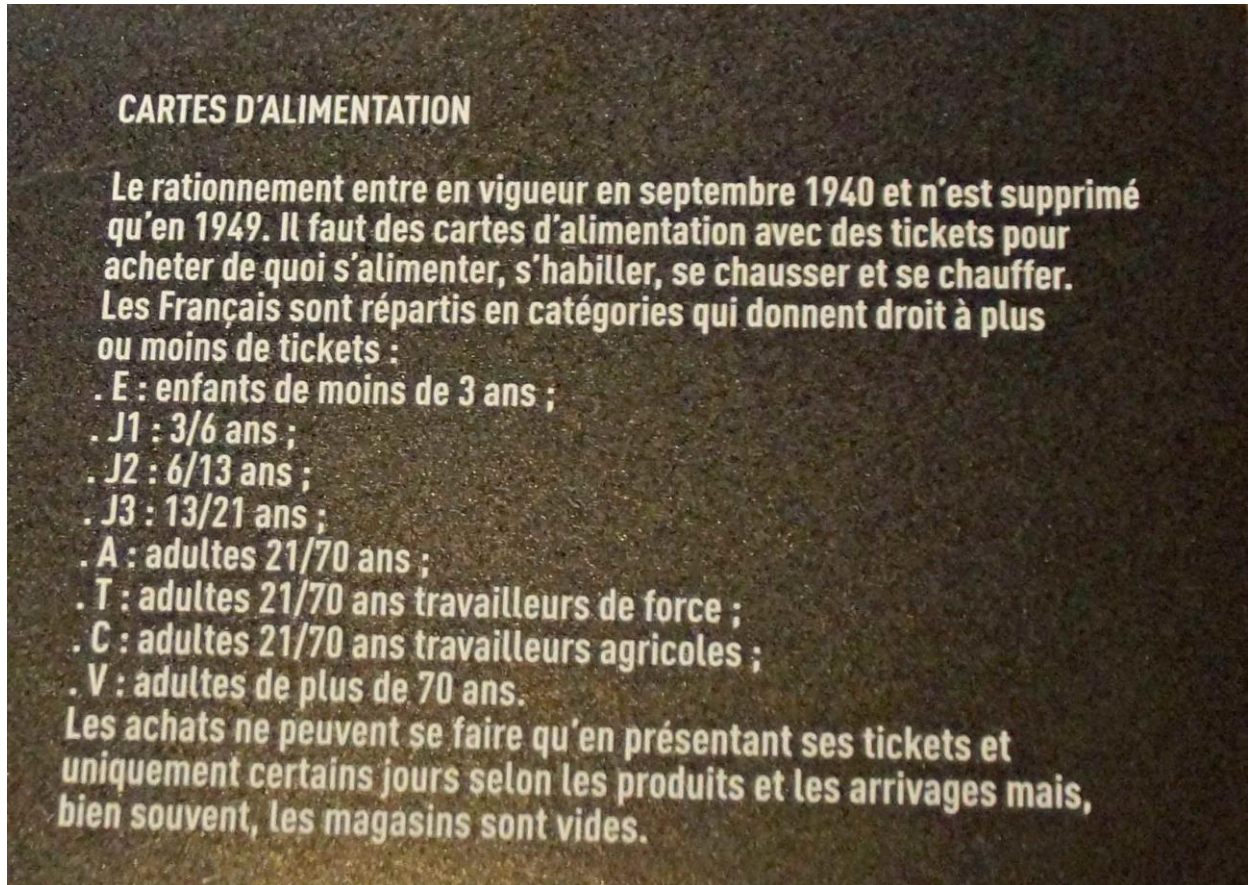 CARTES D'ALIMENTATION
Le rationnement entre en vigueur en septembre 1940 et n'est supprimé
qu'en 1949. Il faut des cartes d'alimentation avec des tickets pour
acheter de quoi s'alimenter, s'habiller, se chausser et se chauffer.
Les Français sont répartis en catégories qui donnent droit à plus
ou moins de tickets :
. E : enfants de moins de 3 ans ;
. J1 : 3/6 ans ;
. J2 : 6/13 ans ;
. J3 : 13/21 ans ;
. A : adultes 21/70 ans ;
. T : adultes 21/70 ans travailleurs de force ;
. C : adultes 21/70 ans travailleurs agricoles ;
. V : adultes de plus de 70 ans.
Les achats ne peuvent se faire qu'en présentant ses tickets et
uniquement certains jours selon les produits et les arrivages mais,
bien souvent, les magasins sont vides.